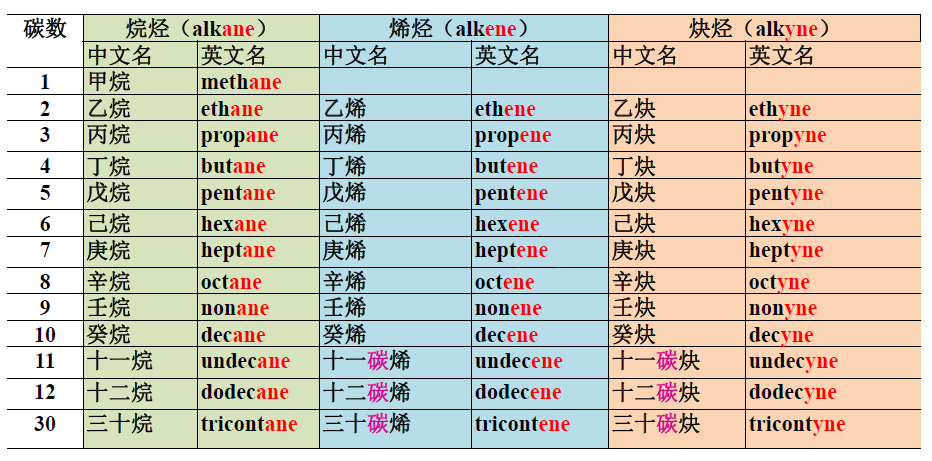 碳数 烷烃（alkane） 烯烃（alkene） 炔烃（alkyne）
中文名 英文名 中文名 英文名 中文名 英文名
1 甲烷 methane
2 乙烷 ethane 乙烯 ethene 乙炔 ethyne
3 丙烷 propane 丙烯 propene 丙炔 propyne
4 丁烷 butane 丁烯 butene 丁炔 butyne
5 戊烷 pentane 戊烯 pentene 戊炔 pentyne
6 己烷 hexane 己烯 hexene 己炔 hexyne
7 庚烷 heptane 庚烯 heptene 庚炔 heptyne
8 辛烷 octane 辛烯 octene 辛炔 octyne
9 壬烷 nonane 壬烯 nonene 壬炔 nonyne
10 癸烷 decane 癸烯 decene 癸炔 decyne
11 十一烷 undecane 十一碳烯 undecene 十一碳炔 undecyne
12 十二烷 dodecane 十二碳烯 dodecene 十二碳炔 dodecyne
30 三十烷 tricontane 三十碳烯 tricontene 三十碳炔 tricontyne